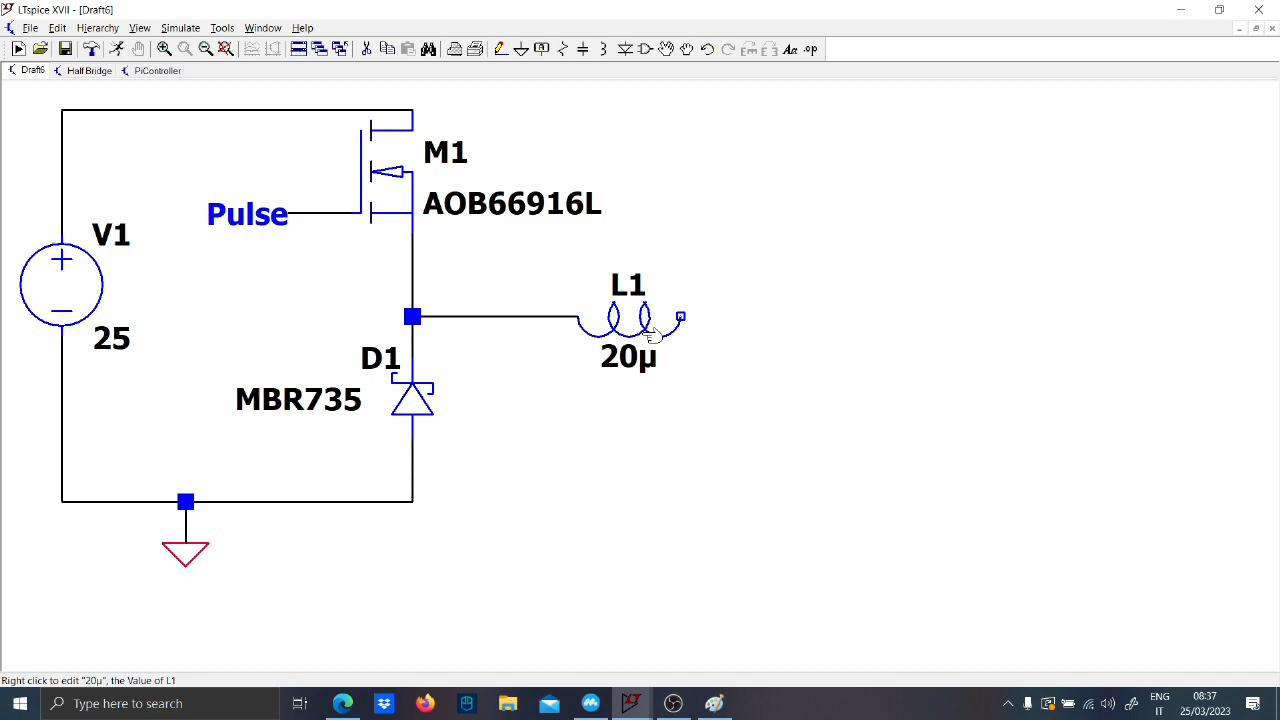 LTspice XVII - [Draft6]
File Edit Hierarchy View Simulate Tools Window Help
.op
Draft6 Half Bridge PiController
M1
AOB66916L
Pulse
V1
25
L1
20µ
D1
MBR735
Right click to edit "20µ", the Value of L1
Type here to search
ENG
IT
08:37
25/03/2023